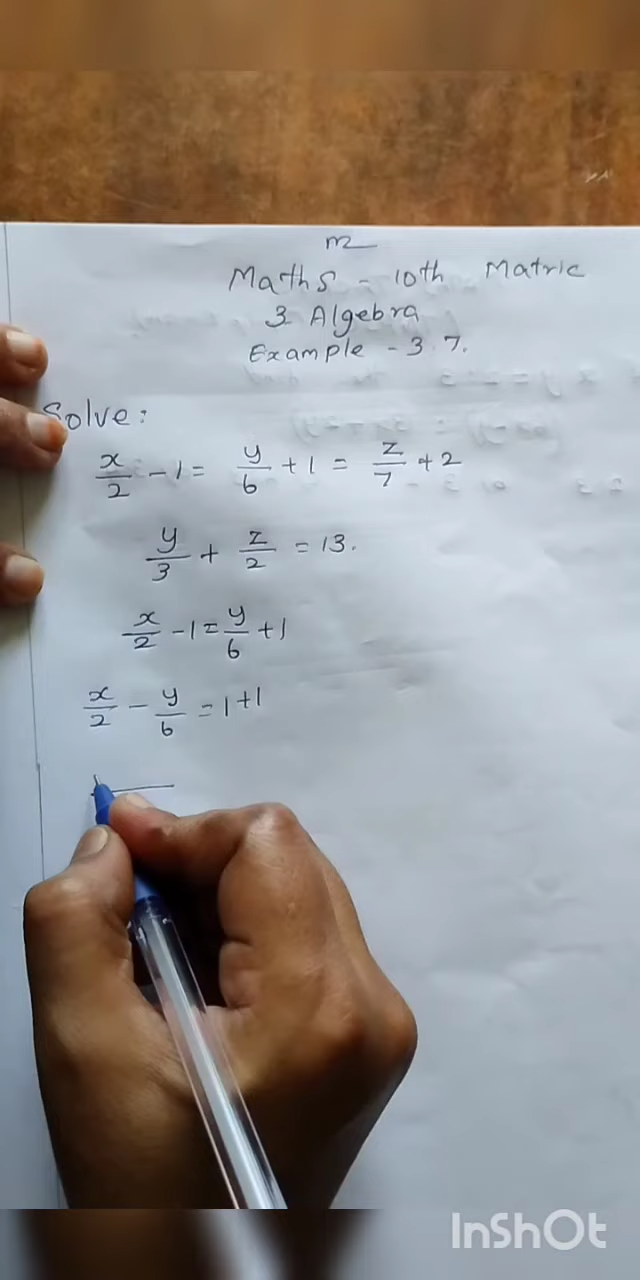 m
Maths - 10th Matric
3 Algebra
Example - 3.7.
Solve:
x/2 - 1 = y/6 + 1 = z/7 + 2
y/3 + z/2 = 13.
x/2 - 1 = y/6 + 1
x/2 - y/6 = 1+1
InShOt